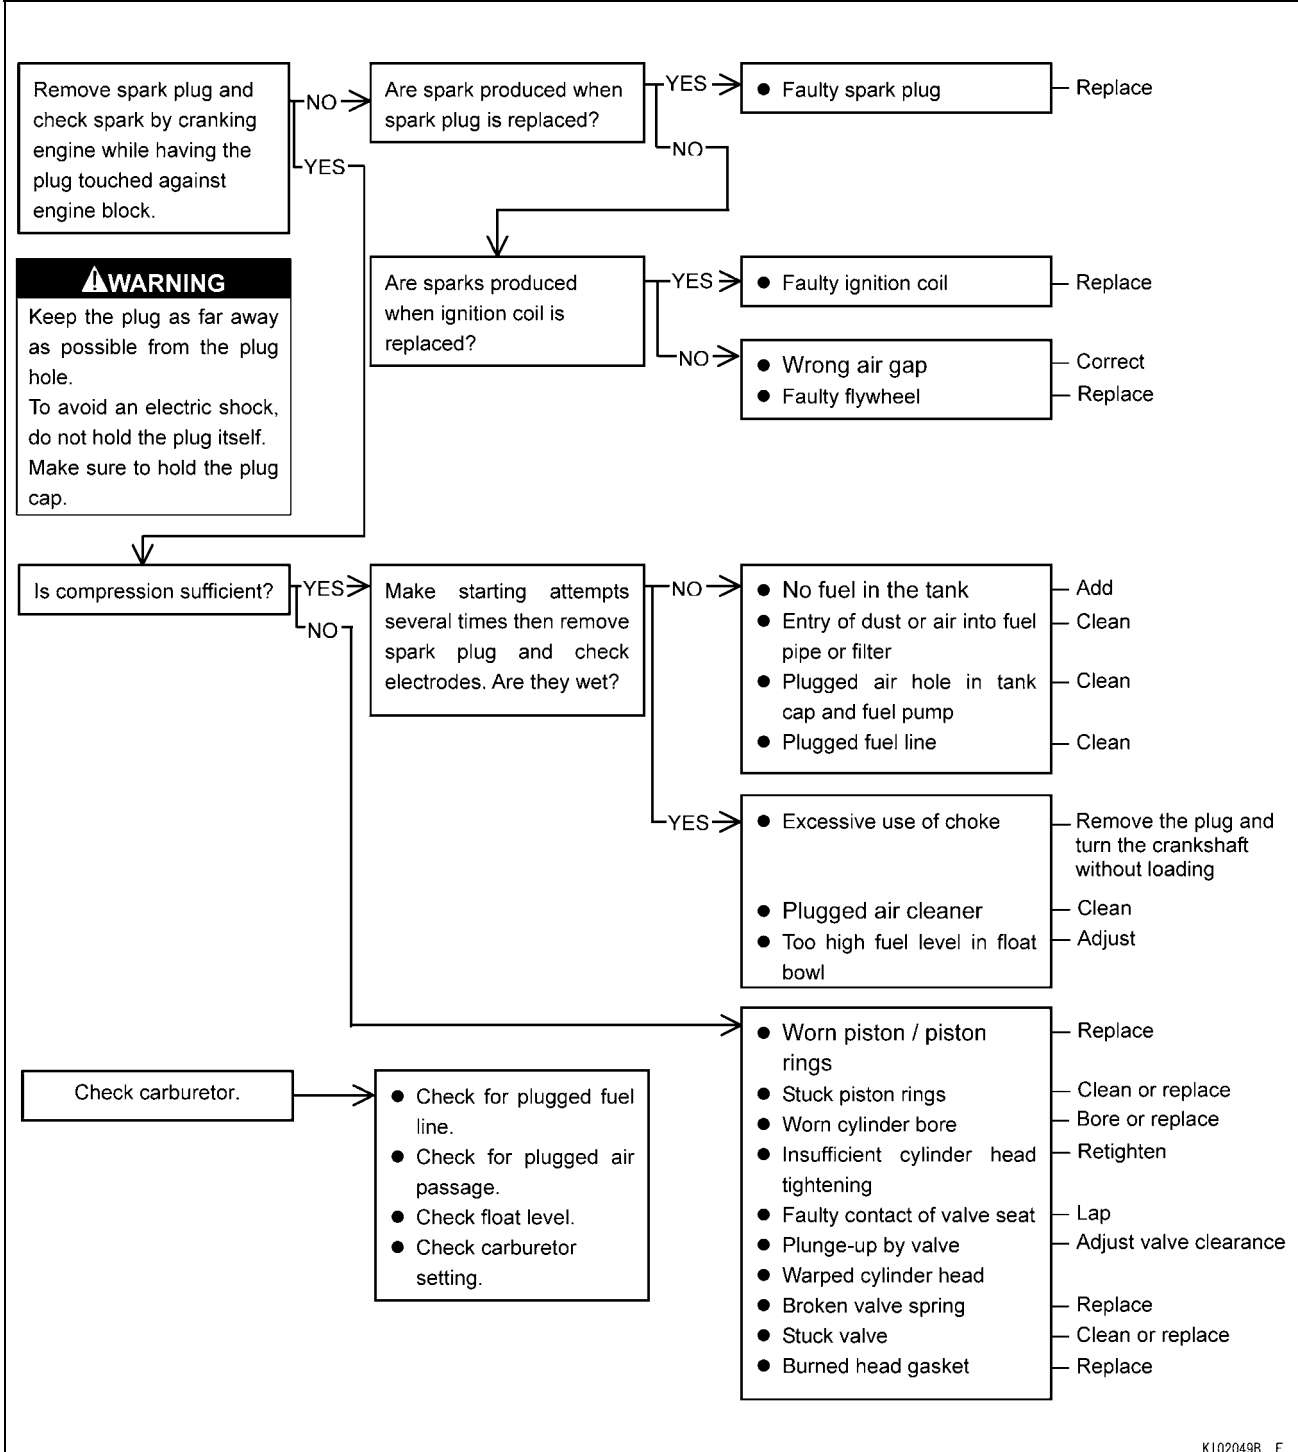 Remove spark plug and
check spark by cranking
engine while having the
plug touched against
engine block.
NO
YES
Are spark produced when
spark plug is replaced?
YES
NO
● Faulty spark plug
Replace
⚠WARNING
Keep the plug as far away
as possible from the plug
hole.
To avoid an electric shock,
do not hold the plug itself.
Make sure to hold the plug
cap.
Are sparks produced
when ignition coil is
replaced?
YES
NO
● Faulty ignition coil
Replace
● Wrong air gap
Correct
● Faulty flywheel
Replace
Is compression sufficient?
YES
NO
Make starting attempts
several times then remove
spark plug and check
electrodes. Are they wet?
NO
YES
● No fuel in the tank
Add
● Entry of dust or air into fuel
pipe or filter
Clean
● Plugged air hole in tank
cap and fuel pump
Clean
● Plugged fuel line
Clean
● Excessive use of choke
Remove the plug and
turn the crankshaft
without loading
● Plugged air cleaner
Clean
● Too high fuel level in float
bowl
Adjust
● Worn piston / piston
rings
Replace
● Stuck piston rings
Clean or replace
● Worn cylinder bore
Bore or replace
● Insufficient cylinder head
tightening
Retighten
● Faulty contact of valve seat
Lap
● Plunge-up by valve
Adjust valve clearance
● Warped cylinder head
● Broken valve spring
Replace
● Stuck valve
Clean or replace
● Burned head gasket
Replace
Check carburetor.
● Check for plugged fuel
line.
● Check for plugged air
passage.
● Check float level.
● Check carburetor
setting.
KI02049B E